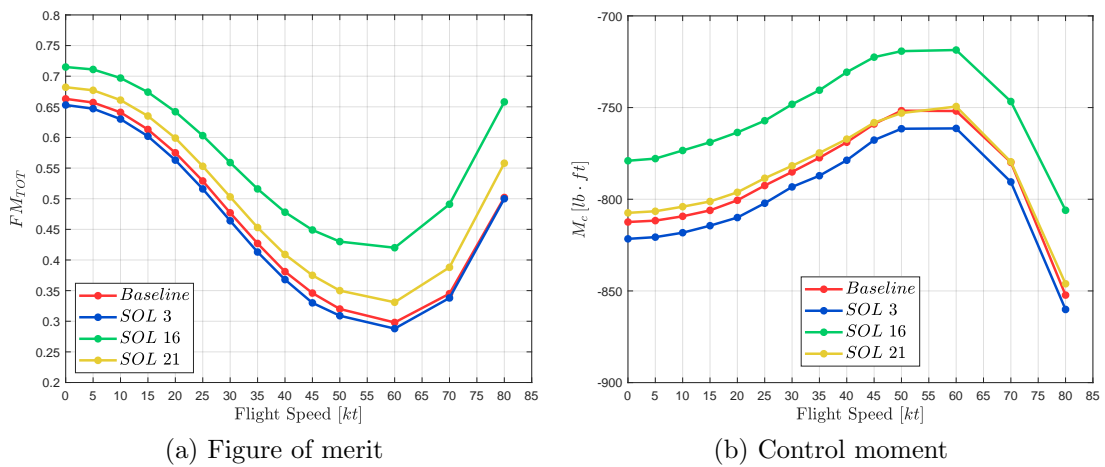 0.8
0.75
0.7
0.65
0.6
0.55
0.5
0.45
0.4
0.35
0.3
0.25
0.2
FM_TOT
0 5 10 15 20 25 30 35 40 45 50 55 60 65 70 75 80 85
Flight Speed [kt]
Baseline
SOL 3
SOL 16
SOL 21
(a) Figure of merit
-700
-750
-800
-850
-900
M_c [lb · ft]
0 5 10 15 20 25 30 35 40 45 50 55 60 65 70 75 80 85
Flight Speed [kt]
Baseline
SOL 3
SOL 16
SOL 21
(b) Control moment